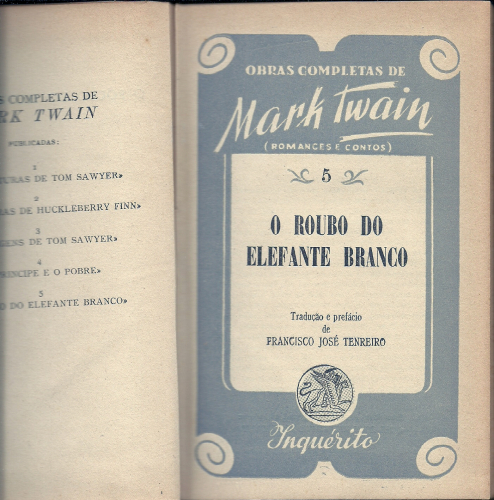 S COMPLETAS DE
RK TWAIN
PUBLICADAS:
1
TURAS DE TOM SAWYER»
2
RAS DE HUCKLEBERRY FINN»
3
GENS DE TOM SAWYER»
4
RINCIPE E O POBRE»
5
O DO ELEFANTE BRANCO»
OBRAS COMPLETAS DE
Mark Twain
(ROMANCES E CONTOS)
5
O ROUBO DO
ELEFANTE BRANCO
Tradução e prefácio
de
FRANCISCO JOSÉ TENREIRO
Inquérito